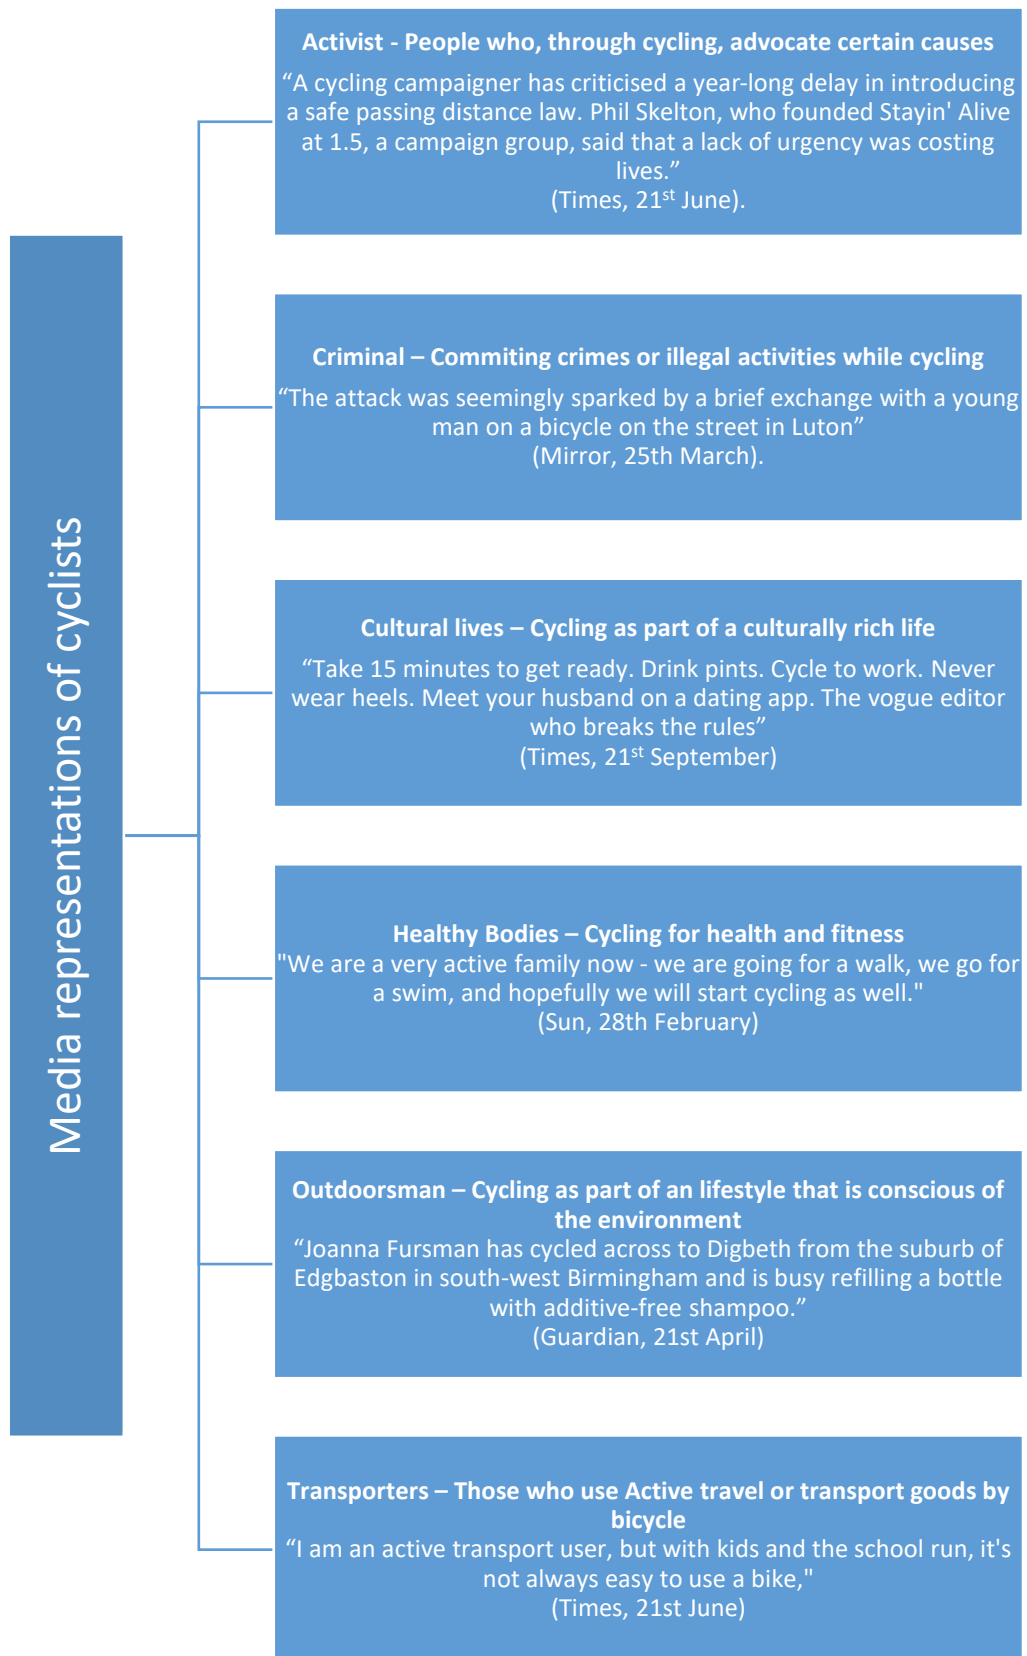 Media representations of cyclists
Activist - People who, through cycling, advocate certain causes
“A cycling campaigner has criticised a year-long delay in introducing
a safe passing distance law. Phil Skelton, who founded Stayin' Alive
at 1.5, a campaign group, said that a lack of urgency was costing
lives.”
(Times, 21st June).
Criminal – Commiting crimes or illegal activities while cycling
“The attack was seemingly sparked by a brief exchange with a young
man on a bicycle on the street in Luton”
(Mirror, 25th March).
Cultural lives – Cycling as part of a culturally rich life
“Take 15 minutes to get ready. Drink pints. Cycle to work. Never
wear heels. Meet your husband on a dating app. The vogue editor
who breaks the rules”
(Times, 21st September)
Healthy Bodies – Cycling for health and fitness
"We are a very active family now - we are going for a walk, we go for
a swim, and hopefully we will start cycling as well."
(Sun, 28th February)
Outdoorsman – Cycling as part of an lifestyle that is conscious of
the environment
“Joanna Fursman has cycled across to Digbeth from the suburb of
Edgbaston in south-west Birmingham and is busy refilling a bottle
with additive-free shampoo.”
(Guardian, 21st April)
Transporters – Those who use Active travel or transport goods by
bicycle
“I am an active transport user, but with kids and the school run, it's
not always easy to use a bike,"
(Times, 21st June)